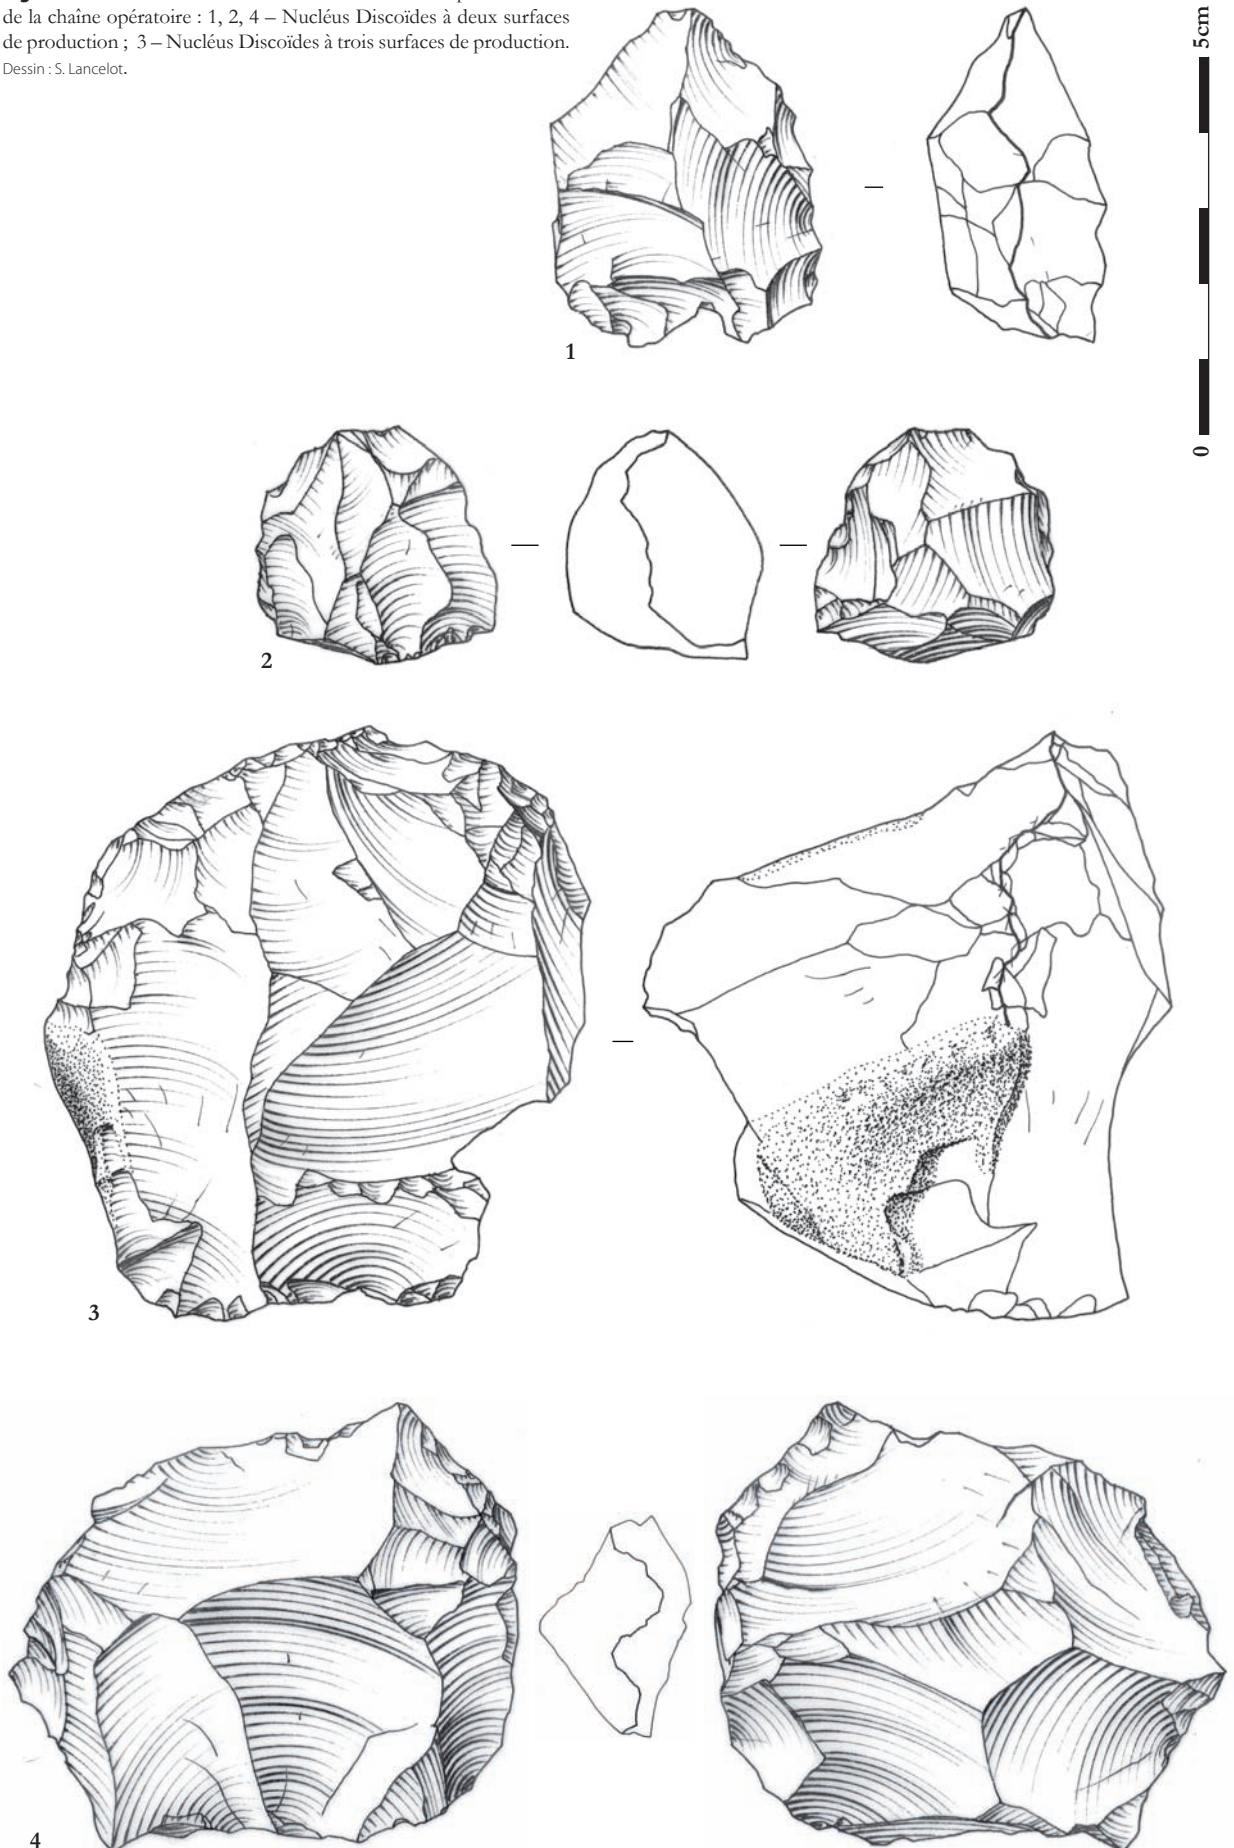 de la chaîne opératoire : 1, 2, 4 – Nucléus Discoïdes à deux surfaces
de production ; 3 – Nucléus Discoïdes à trois surfaces de production.
Dessin : S. Lancelot.
5cm
0
1
2
3
4